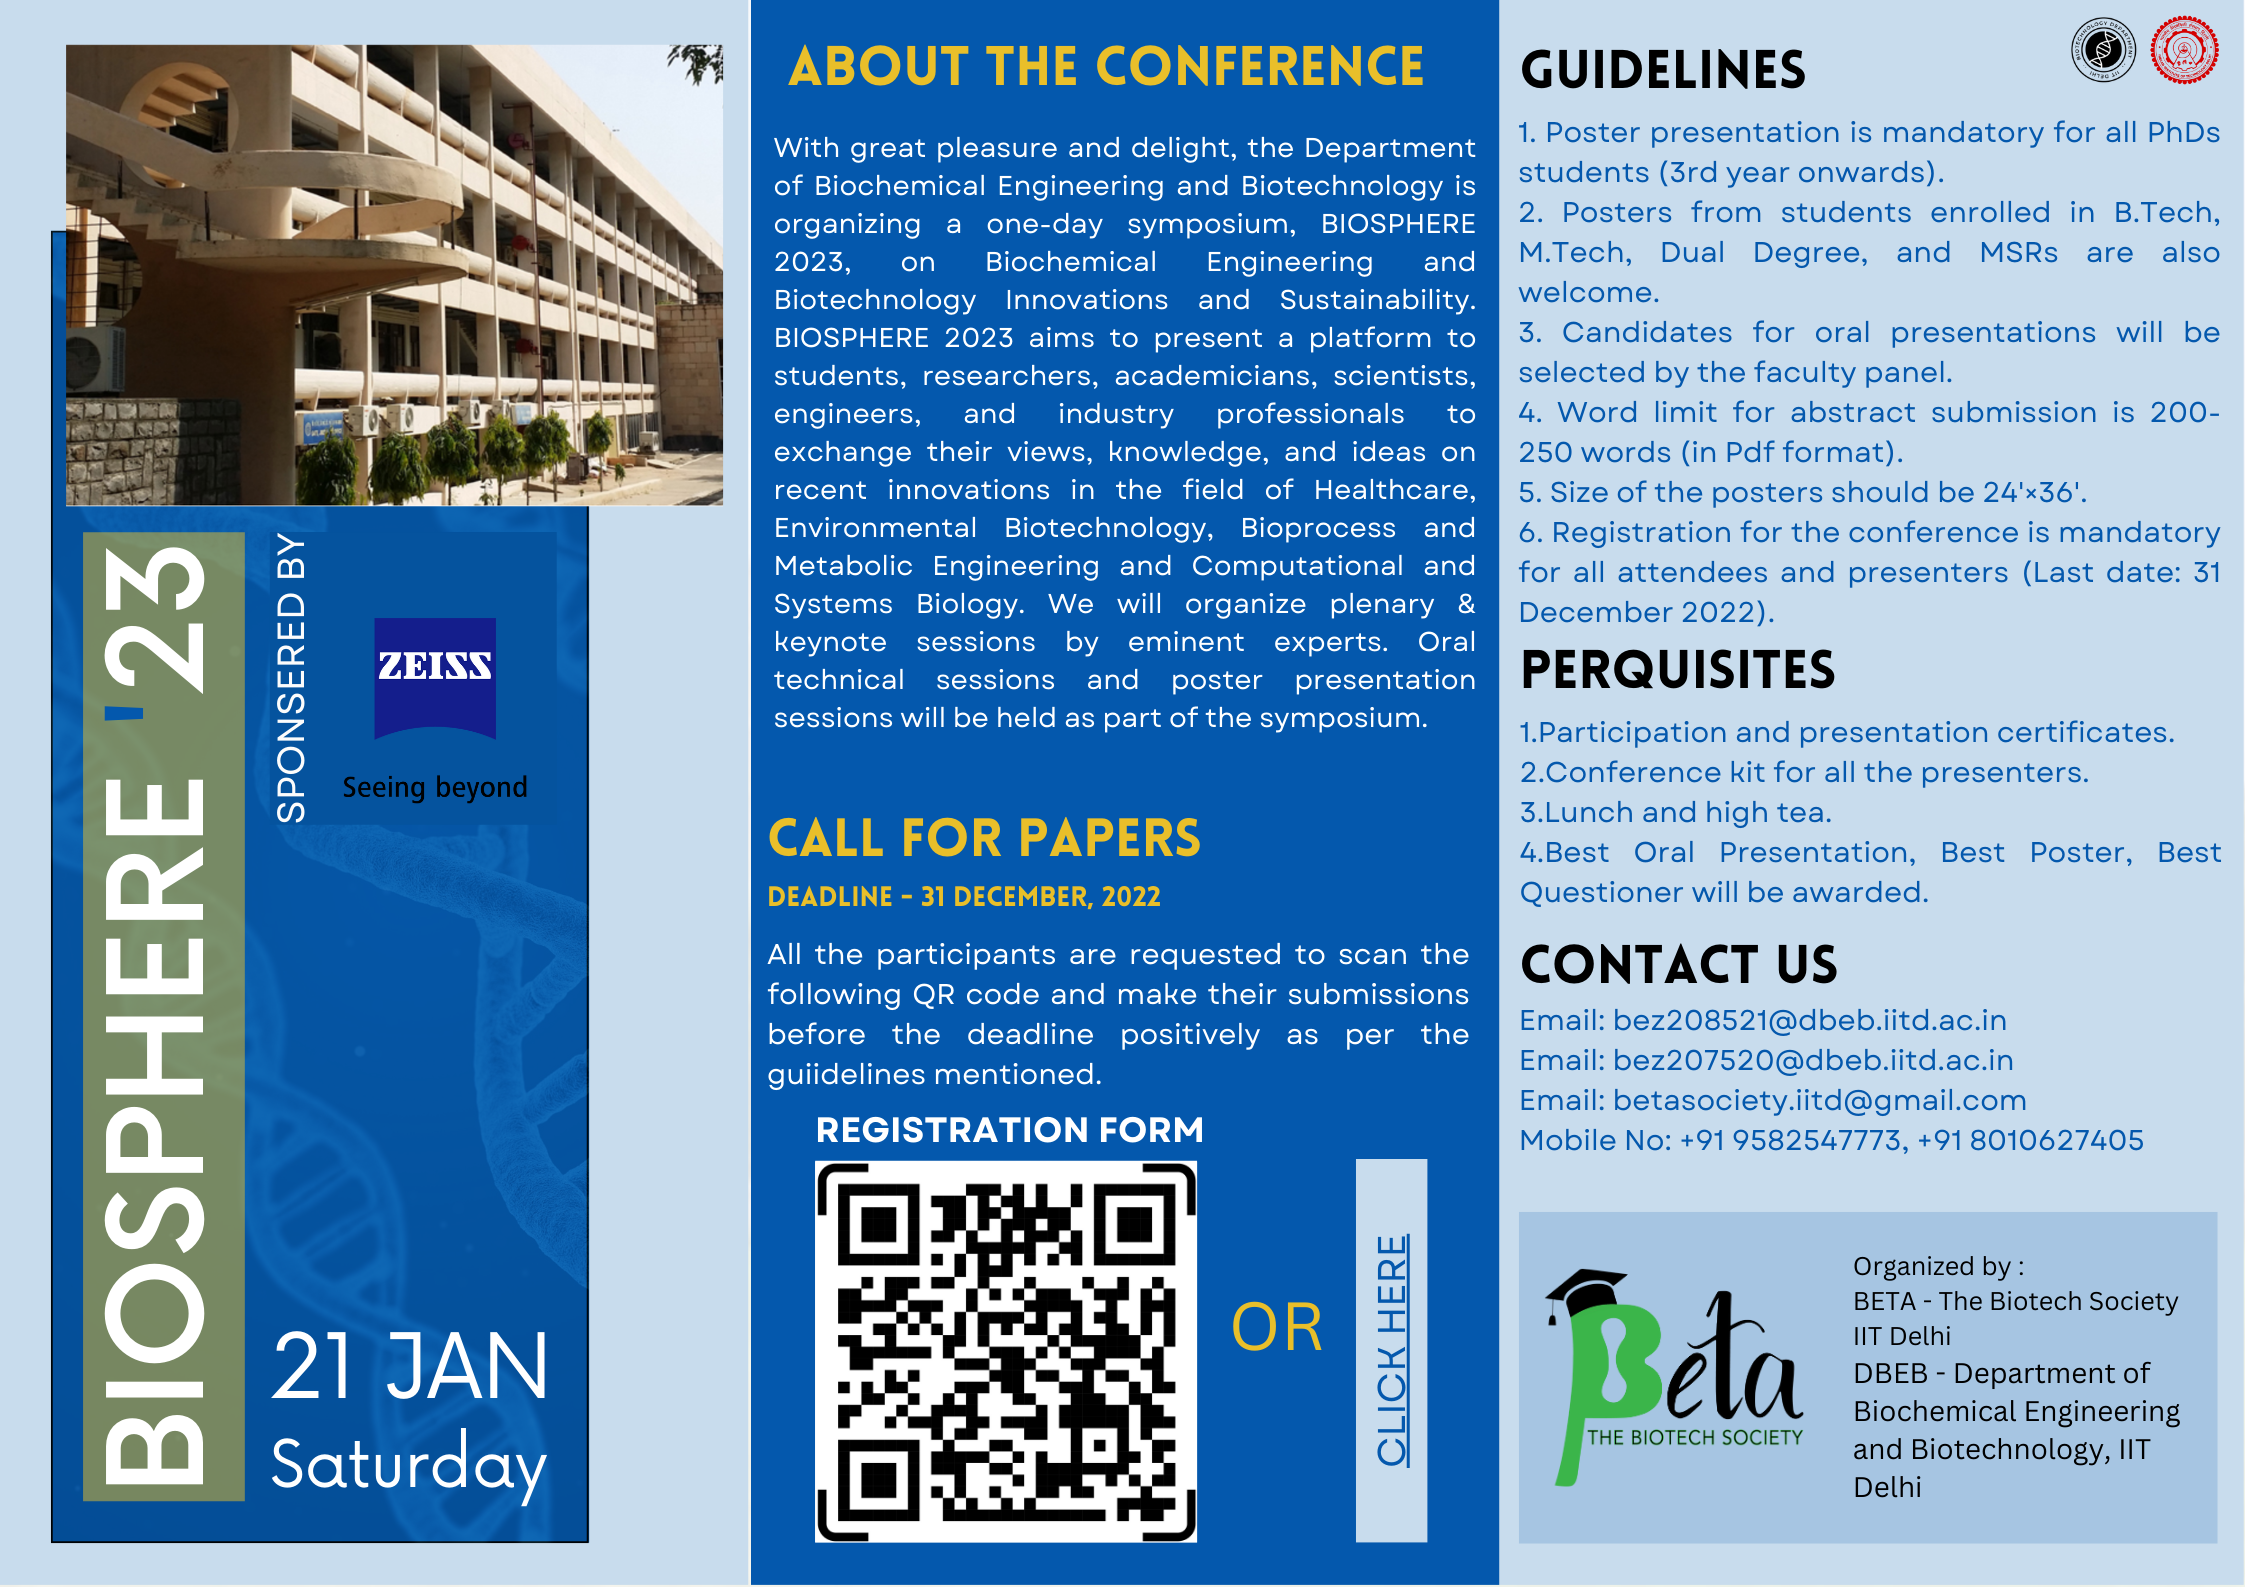 BIOSPHERE '23
SPONSERED BY
ZEISS
Seeing beyond
21 JAN
Saturday
ABOUT THE CONFERENCE
With great pleasure and delight, the Department
of Biochemical Engineering and Biotechnology is
organizing a one-day symposium, BIOSPHERE
2023, on Biochemical Engineering and
Biotechnology Innovations and Sustainability.
BIOSPHERE 2023 aims to present a platform to
students, researchers, academicians, scientists,
engineers, and industry professionals to
exchange their views, knowledge, and ideas on
recent innovations in the field of Healthcare,
Environmental Biotechnology, Bioprocess and
Metabolic Engineering and Computational and
Systems Biology. We will organize plenary &
keynote sessions by eminent experts. Oral
technical sessions and poster presentation
sessions will be held as part of the symposium.
CALL FOR PAPERS
DEADLINE - 31 DECEMBER, 2022
All the participants are requested to scan the
following QR code and make their submissions
before the deadline positively as per the
guiidelines mentioned.
REGISTRATION FORM
OR
CLICK HERE
GUIDELINES
BIOTECHNOLOGY DEPARTMENT
IIT DELHI
1. Poster presentation is mandatory for all PhDs
students (3rd year onwards).
2. Posters from students enrolled in B.Tech,
M.Tech, Dual Degree, and MSRs are also
welcome.
3. Candidates for oral presentations will be
selected by the faculty panel.
4. Word limit for abstract submission is 200-
250 words (in Pdf format).
5. Size of the posters should be 24'×36'.
6. Registration for the conference is mandatory
for all attendees and presenters (Last date: 31
December 2022).
PERQUISITES
1.Participation and presentation certificates.
2.Conference kit for all the presenters.
3.Lunch and high tea.
4.Best Oral Presentation, Best Poster, Best
Questioner will be awarded.
CONTACT US
Email: bez208521@dbeb.iitd.ac.in
Email: bez207520@dbeb.iitd.ac.in
Email: betasociety.iitd@gmail.com
Mobile No: +91 9582547773, +91 8010627405
Beta
THE BIOTECH SOCIETY
Organized by :
BETA - The Biotech Society
IIT Delhi
DBEB - Department of
Biochemical Engineering
and Biotechnology, IIT
Delhi